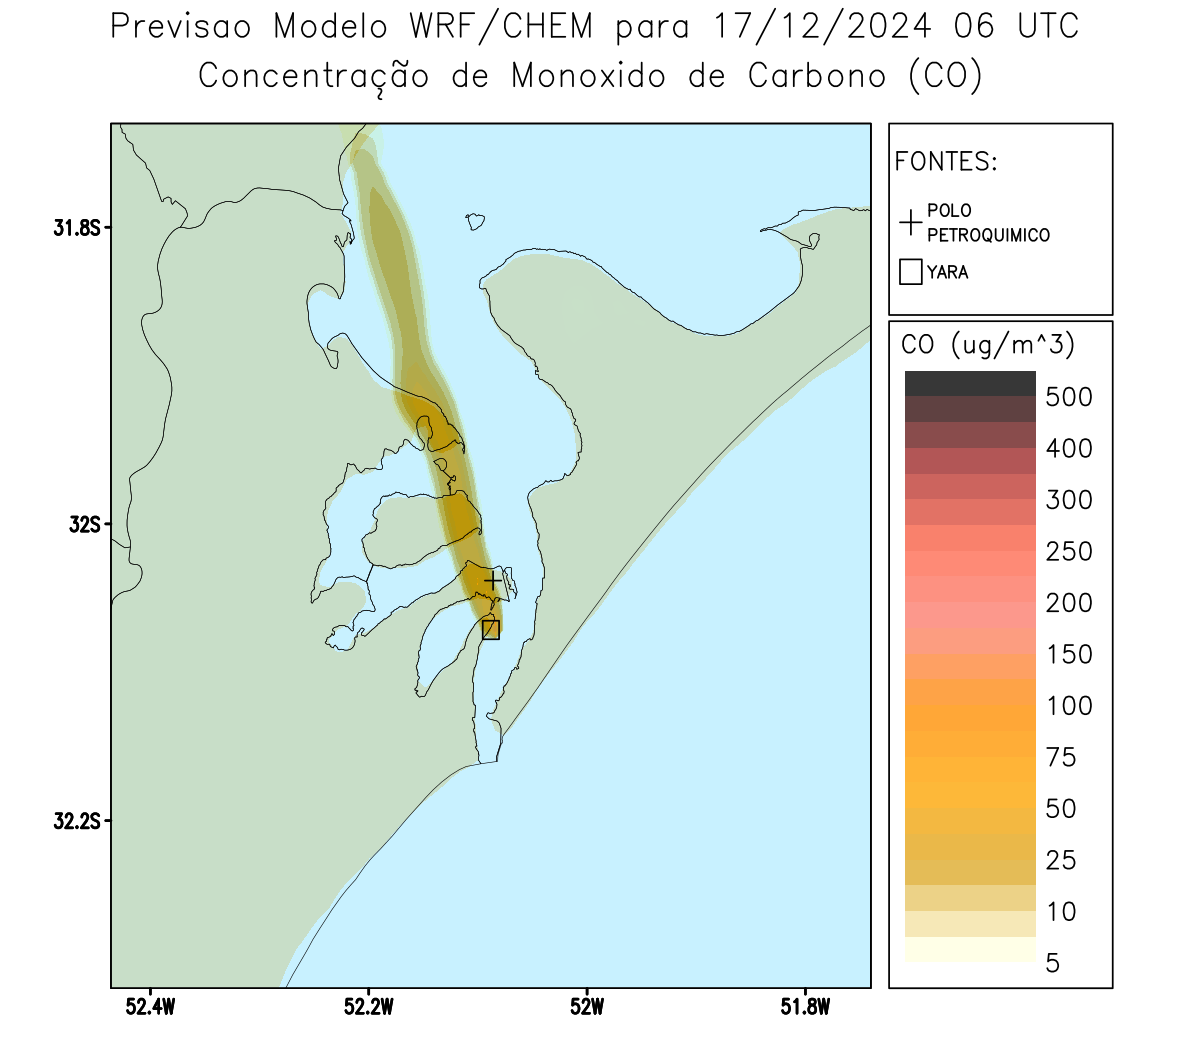 Previsao Modelo WRF/CHEM para 17/12/2024 06 UTC
Concentração de Monoxido de Carbono (CO)
FONTES:
POLO
PETROQUIMICO
YARA
CO (ug/m^3)
500
400
300
250
200
150
100
75
50
25
10
5
31.8S
32S
32.2S
52.4W
52.2W
52W
51.8W